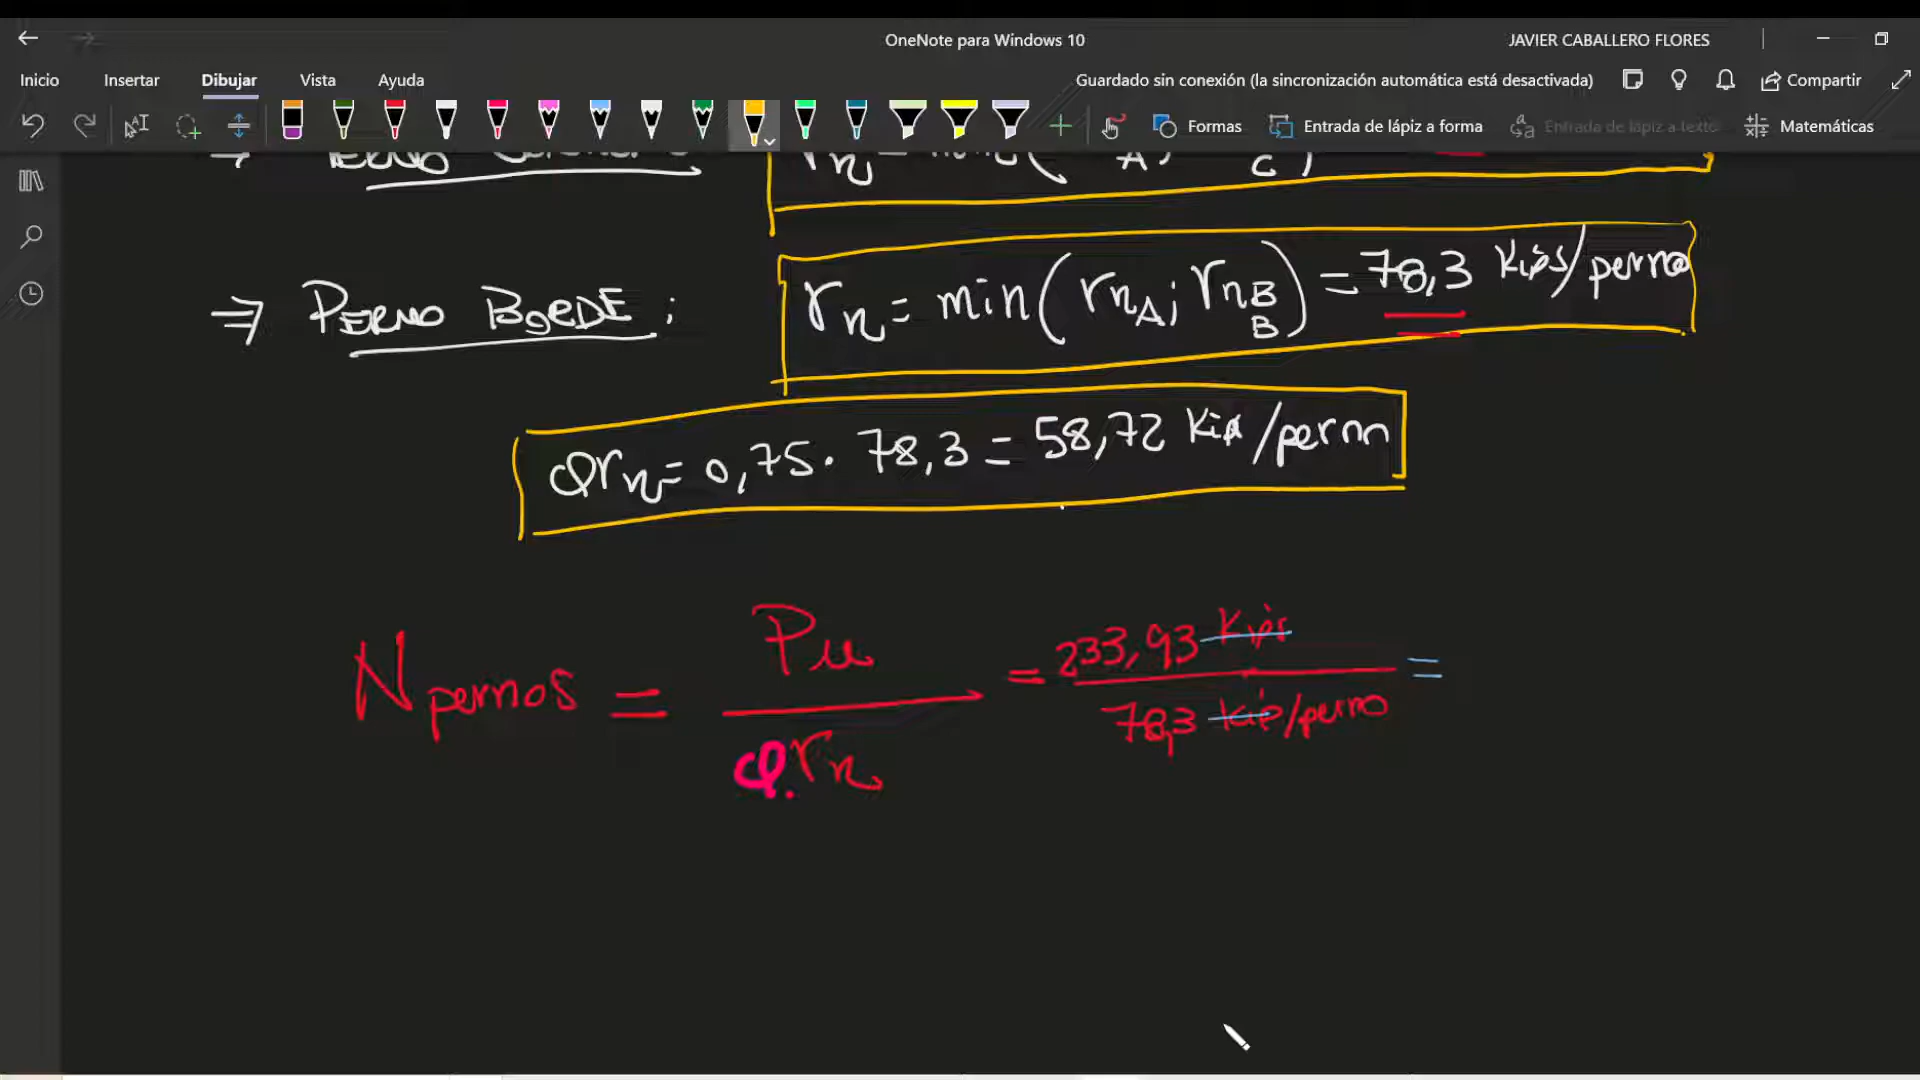 OneNote para Windows 10
JAVIER CABALLERO FLORES
Inicio Insertar Dibujar Vista Ayuda
Guardado sin conexión (la sincronización automática está desactivada)
Compartir
Formas
Entrada de lápiz a forma
Entrada de lápiz a texto
Matemáticas
⇒ PERNO BORDE : rn = min(rnA; rnB B) = 78,3 Kips/perno
φrn = 0,75 · 78,3 = 58,72 Kip/perno
N pernos = Pu / φ.rn = 233,93 Kips / 78,3 Kip/perno =